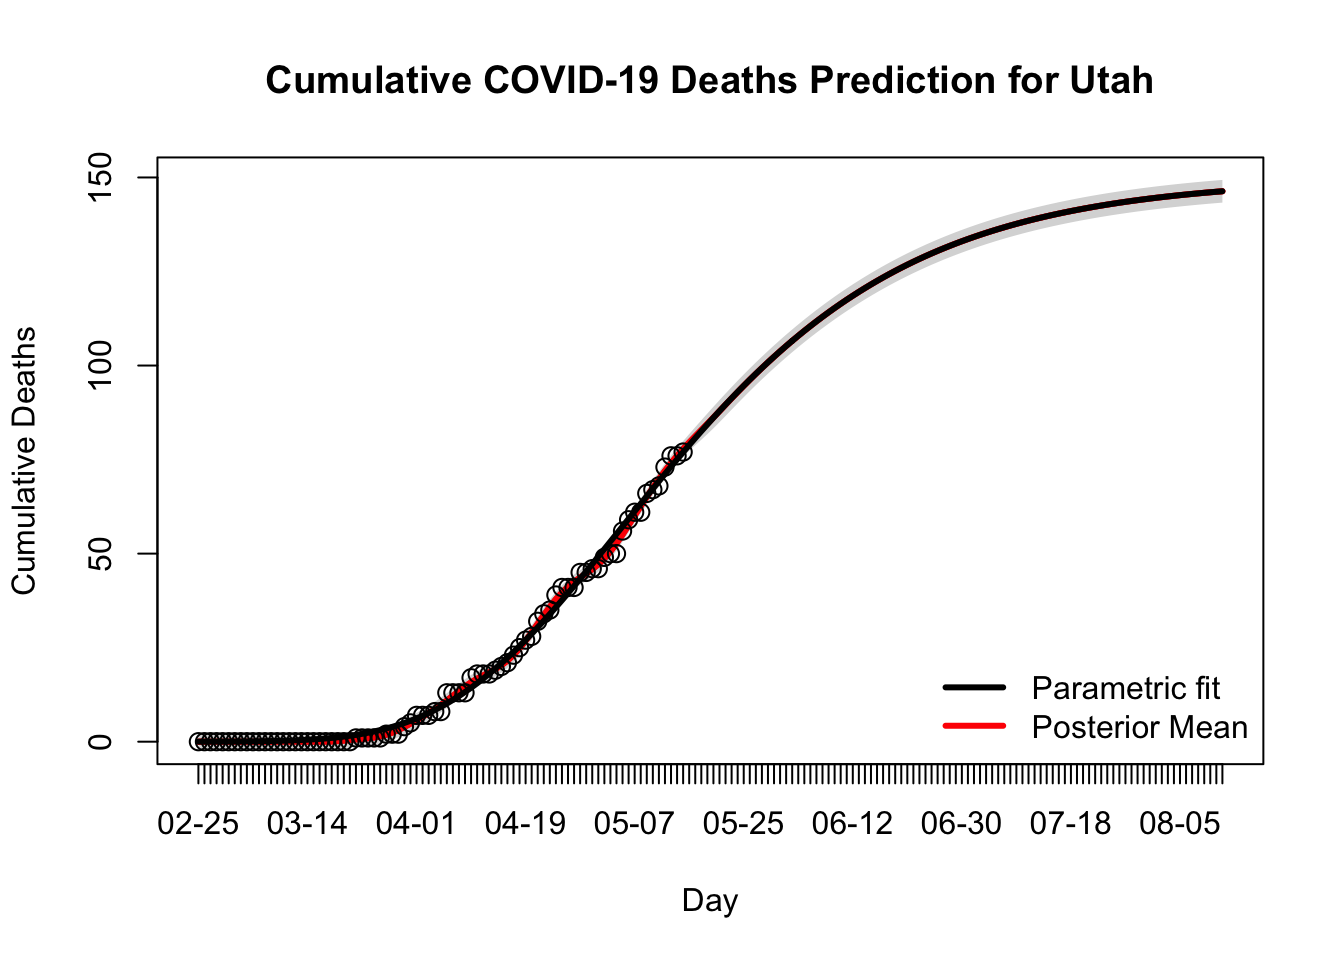 Cumulative COVID-19 Deaths Prediction for Utah
Cumulative Deaths
150
100
50
0
Parametric fit
Posterior Mean
02-25 03-14 04-01 04-19 05-07 05-25 06-12 06-30 07-18 08-05
Day